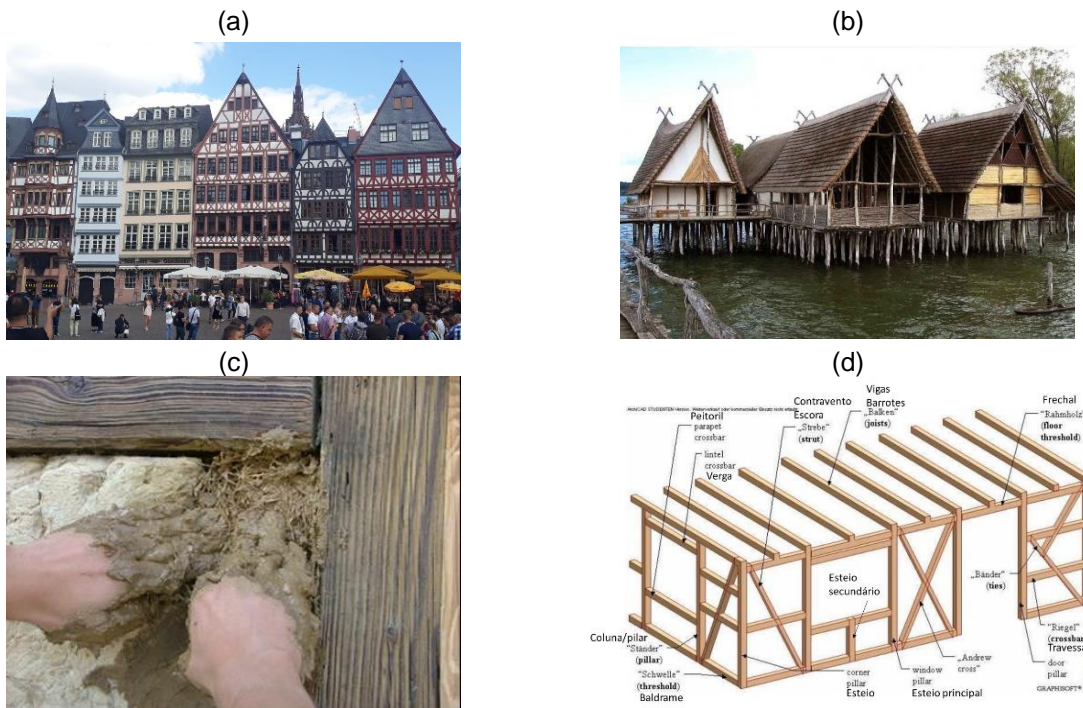 (a)
(b)
(c)
(d)
Vigas
Contravento Barrotes
Frechal
Escora „Balken“
„Rahmholz“
Peitoril „Strebe“ (joists)
(floor
parapet (strut)
threshold)
crossbar
lintel
crossbar
Verga
Esteio
secundário
„Bänder“
(ties)
"Riegel"
(crossbar
Travessa
Coluna/pilar
"Ständer"
(pillar)
„Andrew
cross“
door
pillar
"Schwelle"
(threshold)
Baldrame
corner
pillar
Esteio
window
pillar
Esteio principal
GRAPHISOFT®